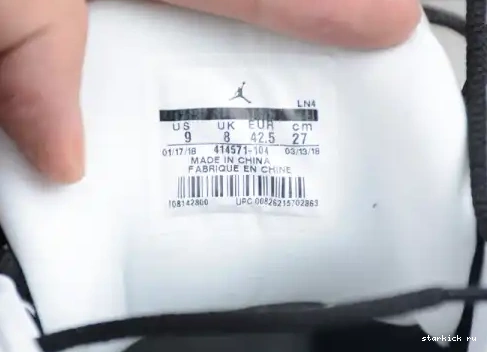 LN4
US UK EUR cm
9 8 42.5 27
01/17/18 414571-104 03/13/18
MADE IN CHINA
FABRIQUE EN CHINE
108142800 UPC 00826215702863
starkick ru